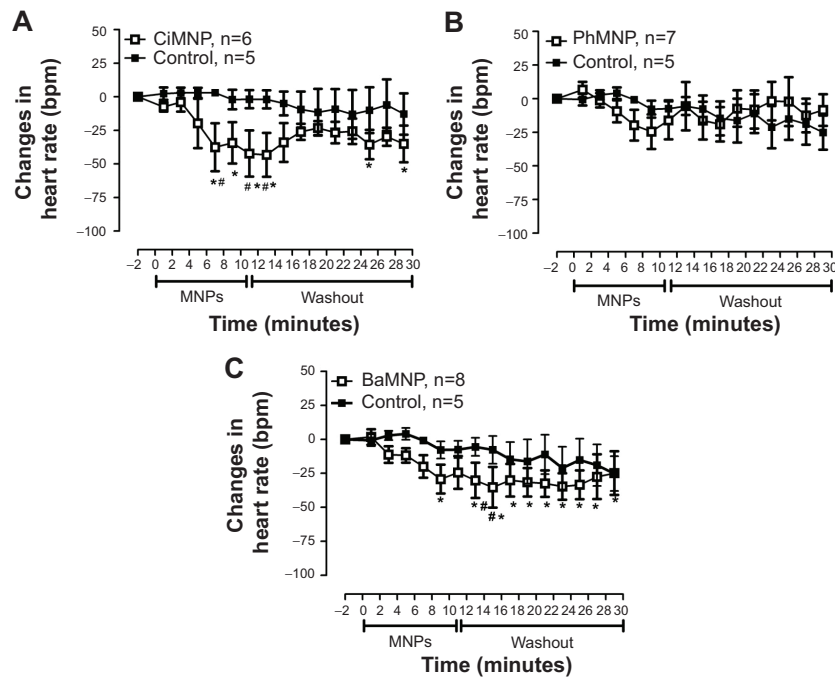 A
CiMNP, n=6
Control, n=5
Changes in
heart rate (bpm)
50
25
0
−25
−50
−75
−100
*# * # *#* * *
−2 0 2 4 6 8 10 12 14 16 18 20 22 24 26 28 30
MNPs Washout
Time (minutes)
B
PhMNP, n=7
Control, n=5
Changes in
heart rate (bpm)
50
25
0
−25
−50
−75
−100
−2 0 2 4 6 8 10 12 14 16 18 20 22 24 26 28 30
MNPs Washout
Time (minutes)
C
BaMNP, n=8
Control, n=5
Changes in
heart rate (bpm)
50
25
0
−25
−50
−75
−100
* *# * * * * * * *
#*
−2 0 2 4 6 8 10 12 14 16 18 20 22 24 26 28 30
MNPs Washout
Time (minutes)